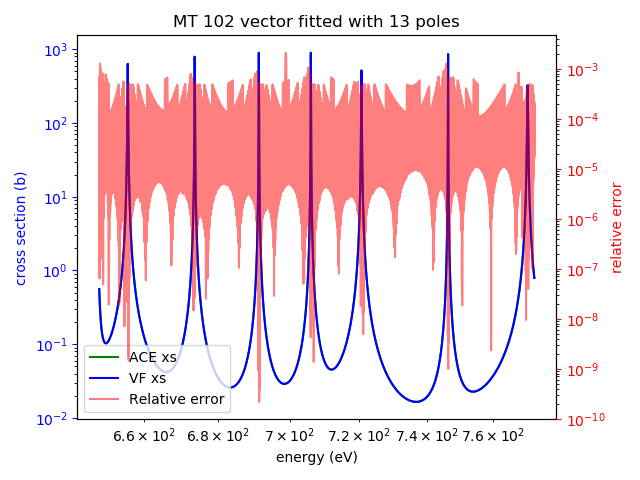 MT 102 vector fitted with 13 poles
10³
10²
10¹
10⁰
10⁻¹
10⁻²
cross section (b)
10⁻³
10⁻⁴
10⁻⁵
10⁻⁶
10⁻⁷
10⁻⁸
10⁻⁹
10⁻¹⁰
relative error
ACE xs
VF xs
Relative error
6.6 × 10² 6.8 × 10² 7 × 10² 7.2 × 10² 7.4 × 10² 7.6 × 10²
energy (eV)